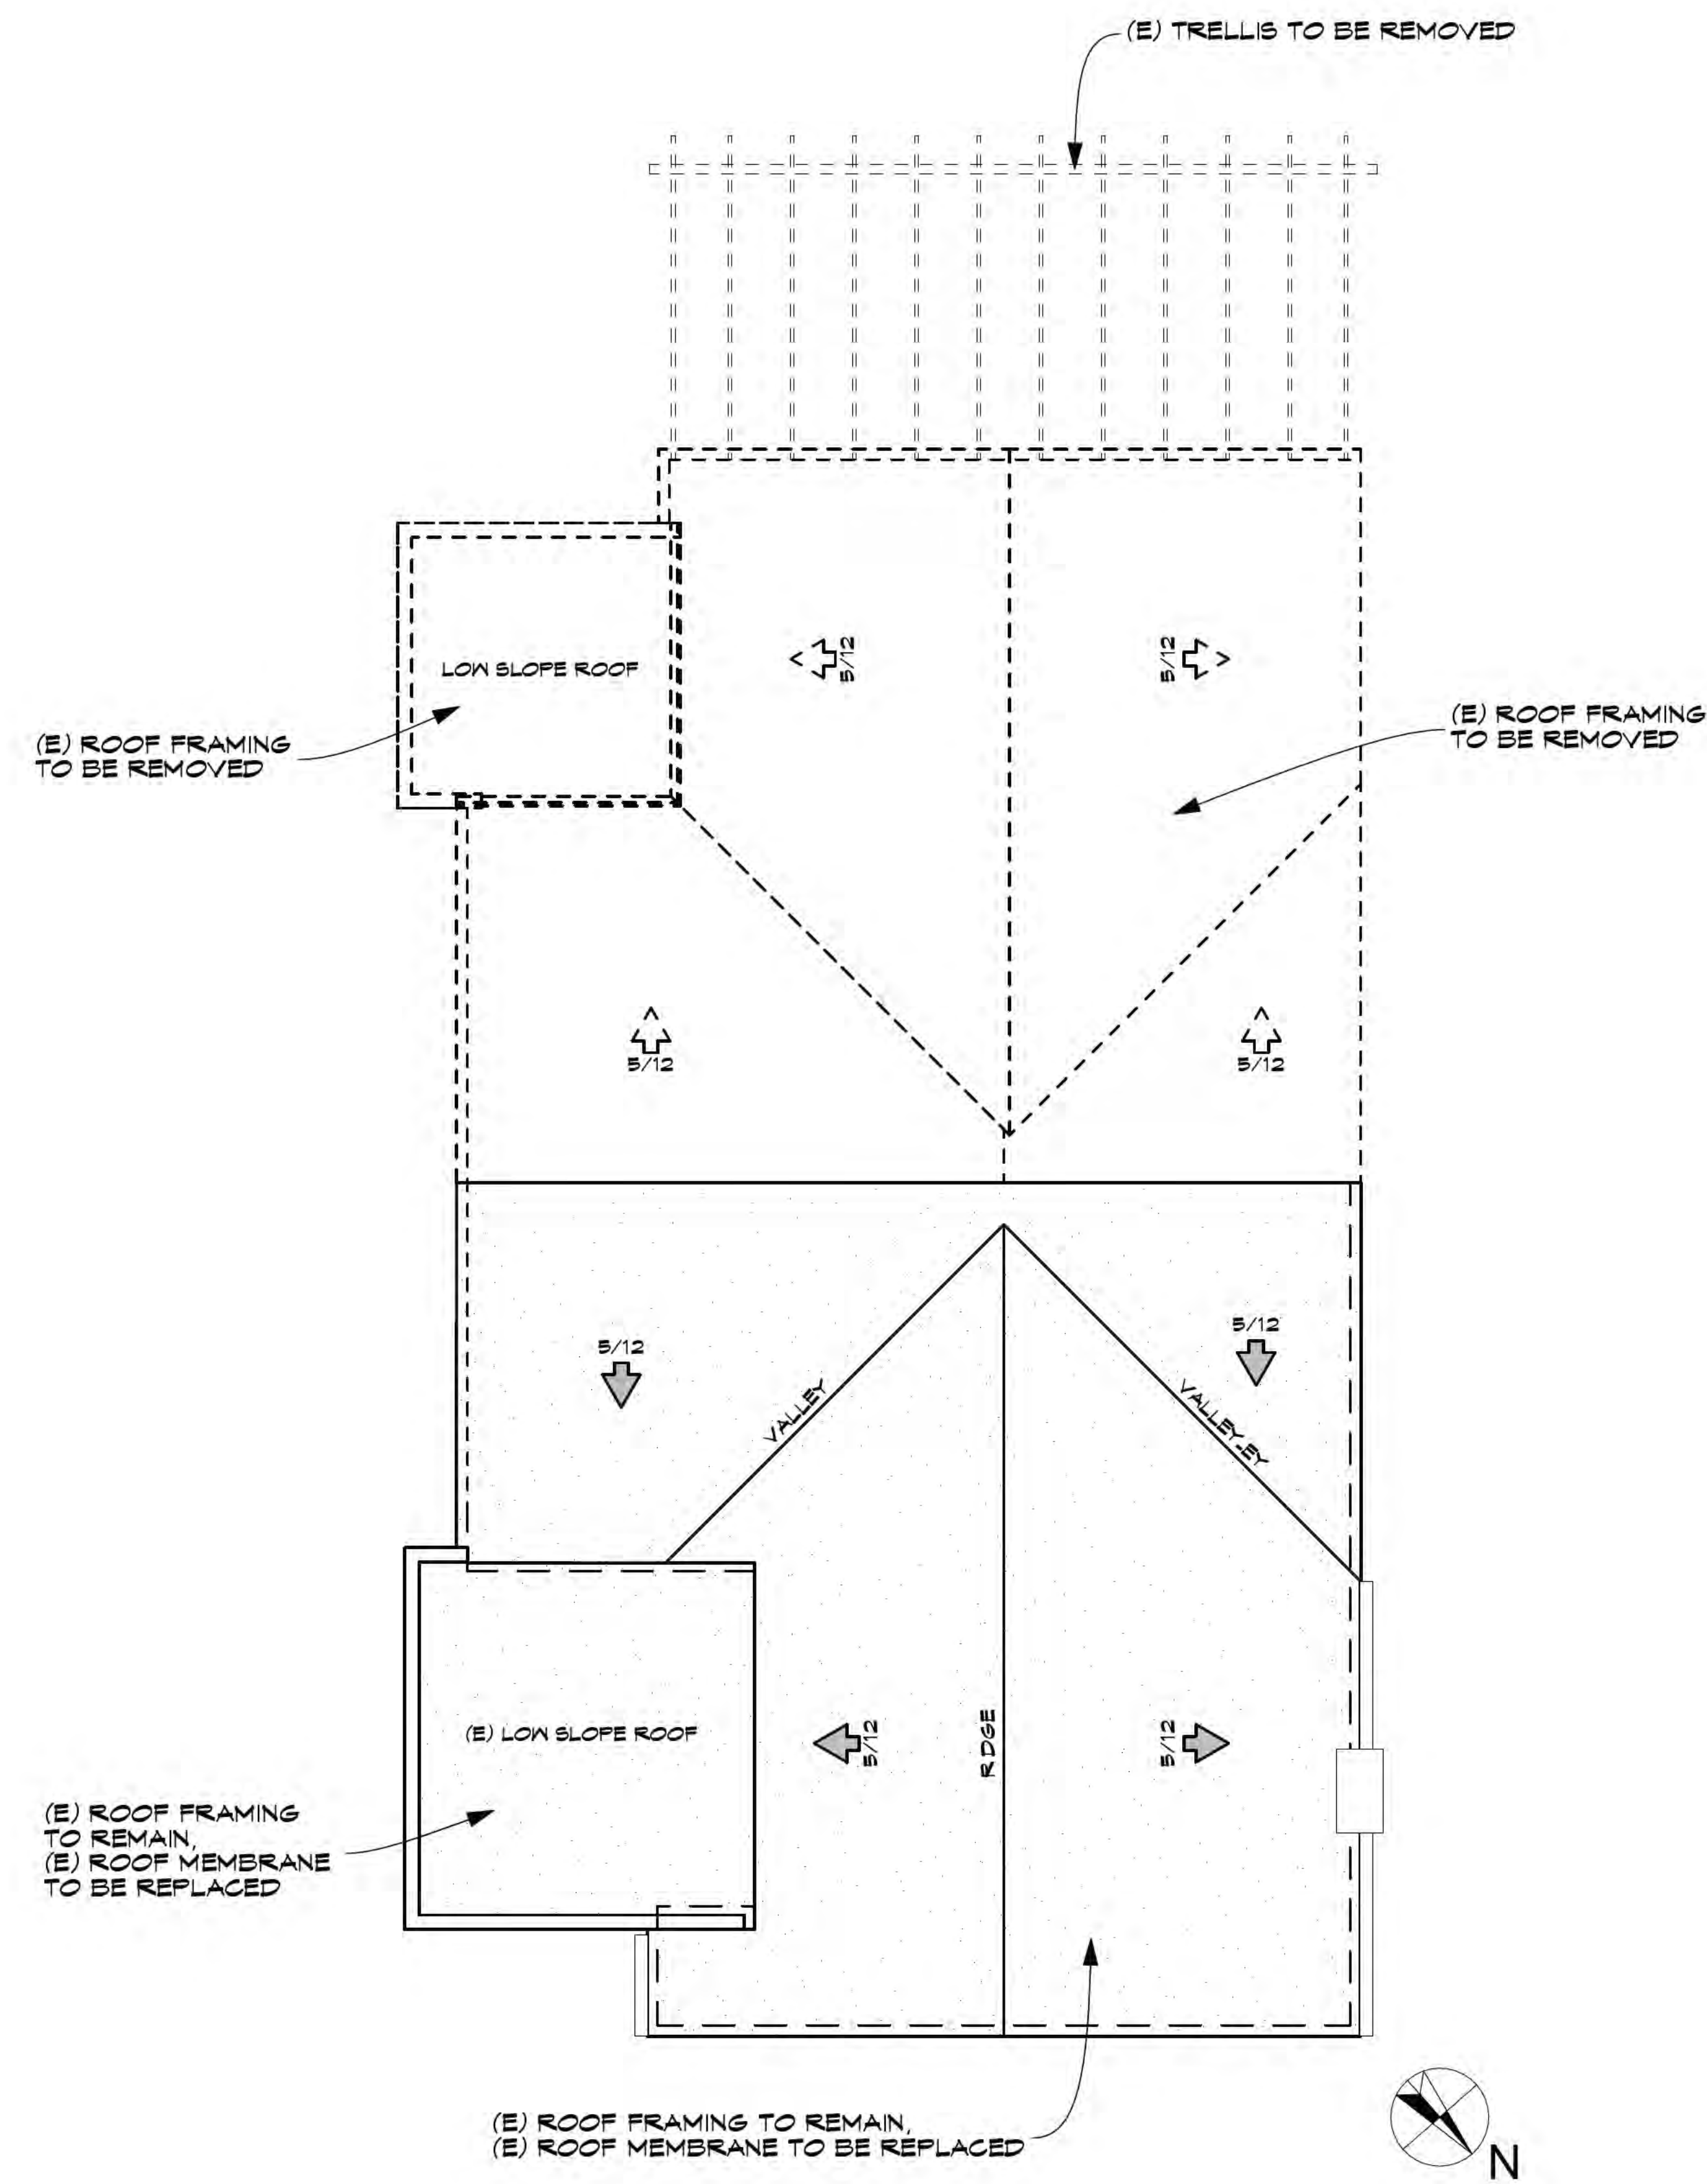 (E) TRELLIS TO BE REMOVED
5/12
5/12
LOW SLOPE ROOF
(E) ROOF FRAMING
TO BE REMOVED
(E) ROOF FRAMING
TO BE REMOVED
5/12
5/12
5/12
5/12
VALLEY
VALLEY-EY
(E) LOW SLOPE ROOF
5/12
RDGE
5/12
(E) ROOF FRAMING
TO REMAIN,
(E) ROOF MEMBRANE
TO BE REPLACED
(E) ROOF FRAMING TO REMAIN,
(E) ROOF MEMBRANE TO BE REPLACED
N